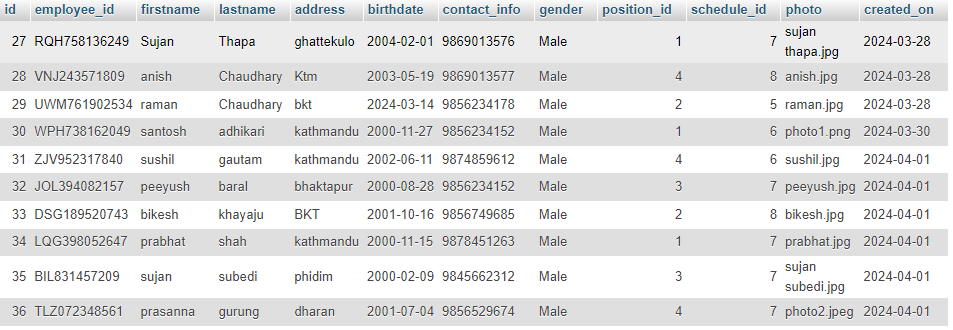 id employee_id firstname lastname address birthdate contact_info gender position_id schedule_id photo created_on
27 RQH758136249 Sujan Thapa ghattekulo 2004-02-01 9869013576 Male 1 7 sujan thapa.jpg 2024-03-28
28 VNJ243571809 anish Chaudhary Ktm 2003-05-19 9869013577 Male 4 8 anish.jpg 2024-03-28
29 UWM761902534 raman Chaudhary bkt 2024-03-14 9856234178 Male 2 5 raman.jpg 2024-03-28
30 WPH738162049 santosh adhikari kathmandu 2000-11-27 9856234152 Male 1 6 photo1.png 2024-03-30
31 ZJV952317840 sushil gautam kathmandu 2002-06-11 9874859612 Male 4 6 sushil.jpg 2024-04-01
32 JOL394082157 peeyush baral bhaktapur 2000-08-28 9856234152 Male 3 7 peeyush.jpg 2024-04-01
33 DSG189520743 bikesh khayaju BKT 2001-10-16 9856749685 Male 2 8 bikesh.jpg 2024-04-01
34 LQG398052647 prabhat shah kathmandu 2000-11-15 9878451263 Male 1 7 prabhat.jpg 2024-04-01
35 BIL831457209 sujan subedi phidim 2000-02-09 9845662312 Male 3 7 sujan subedi.jpg 2024-04-01
36 TLZ072348561 prasanna gurung dharan 2001-07-04 9856529674 Male 4 7 photo2.jpeg 2024-04-01